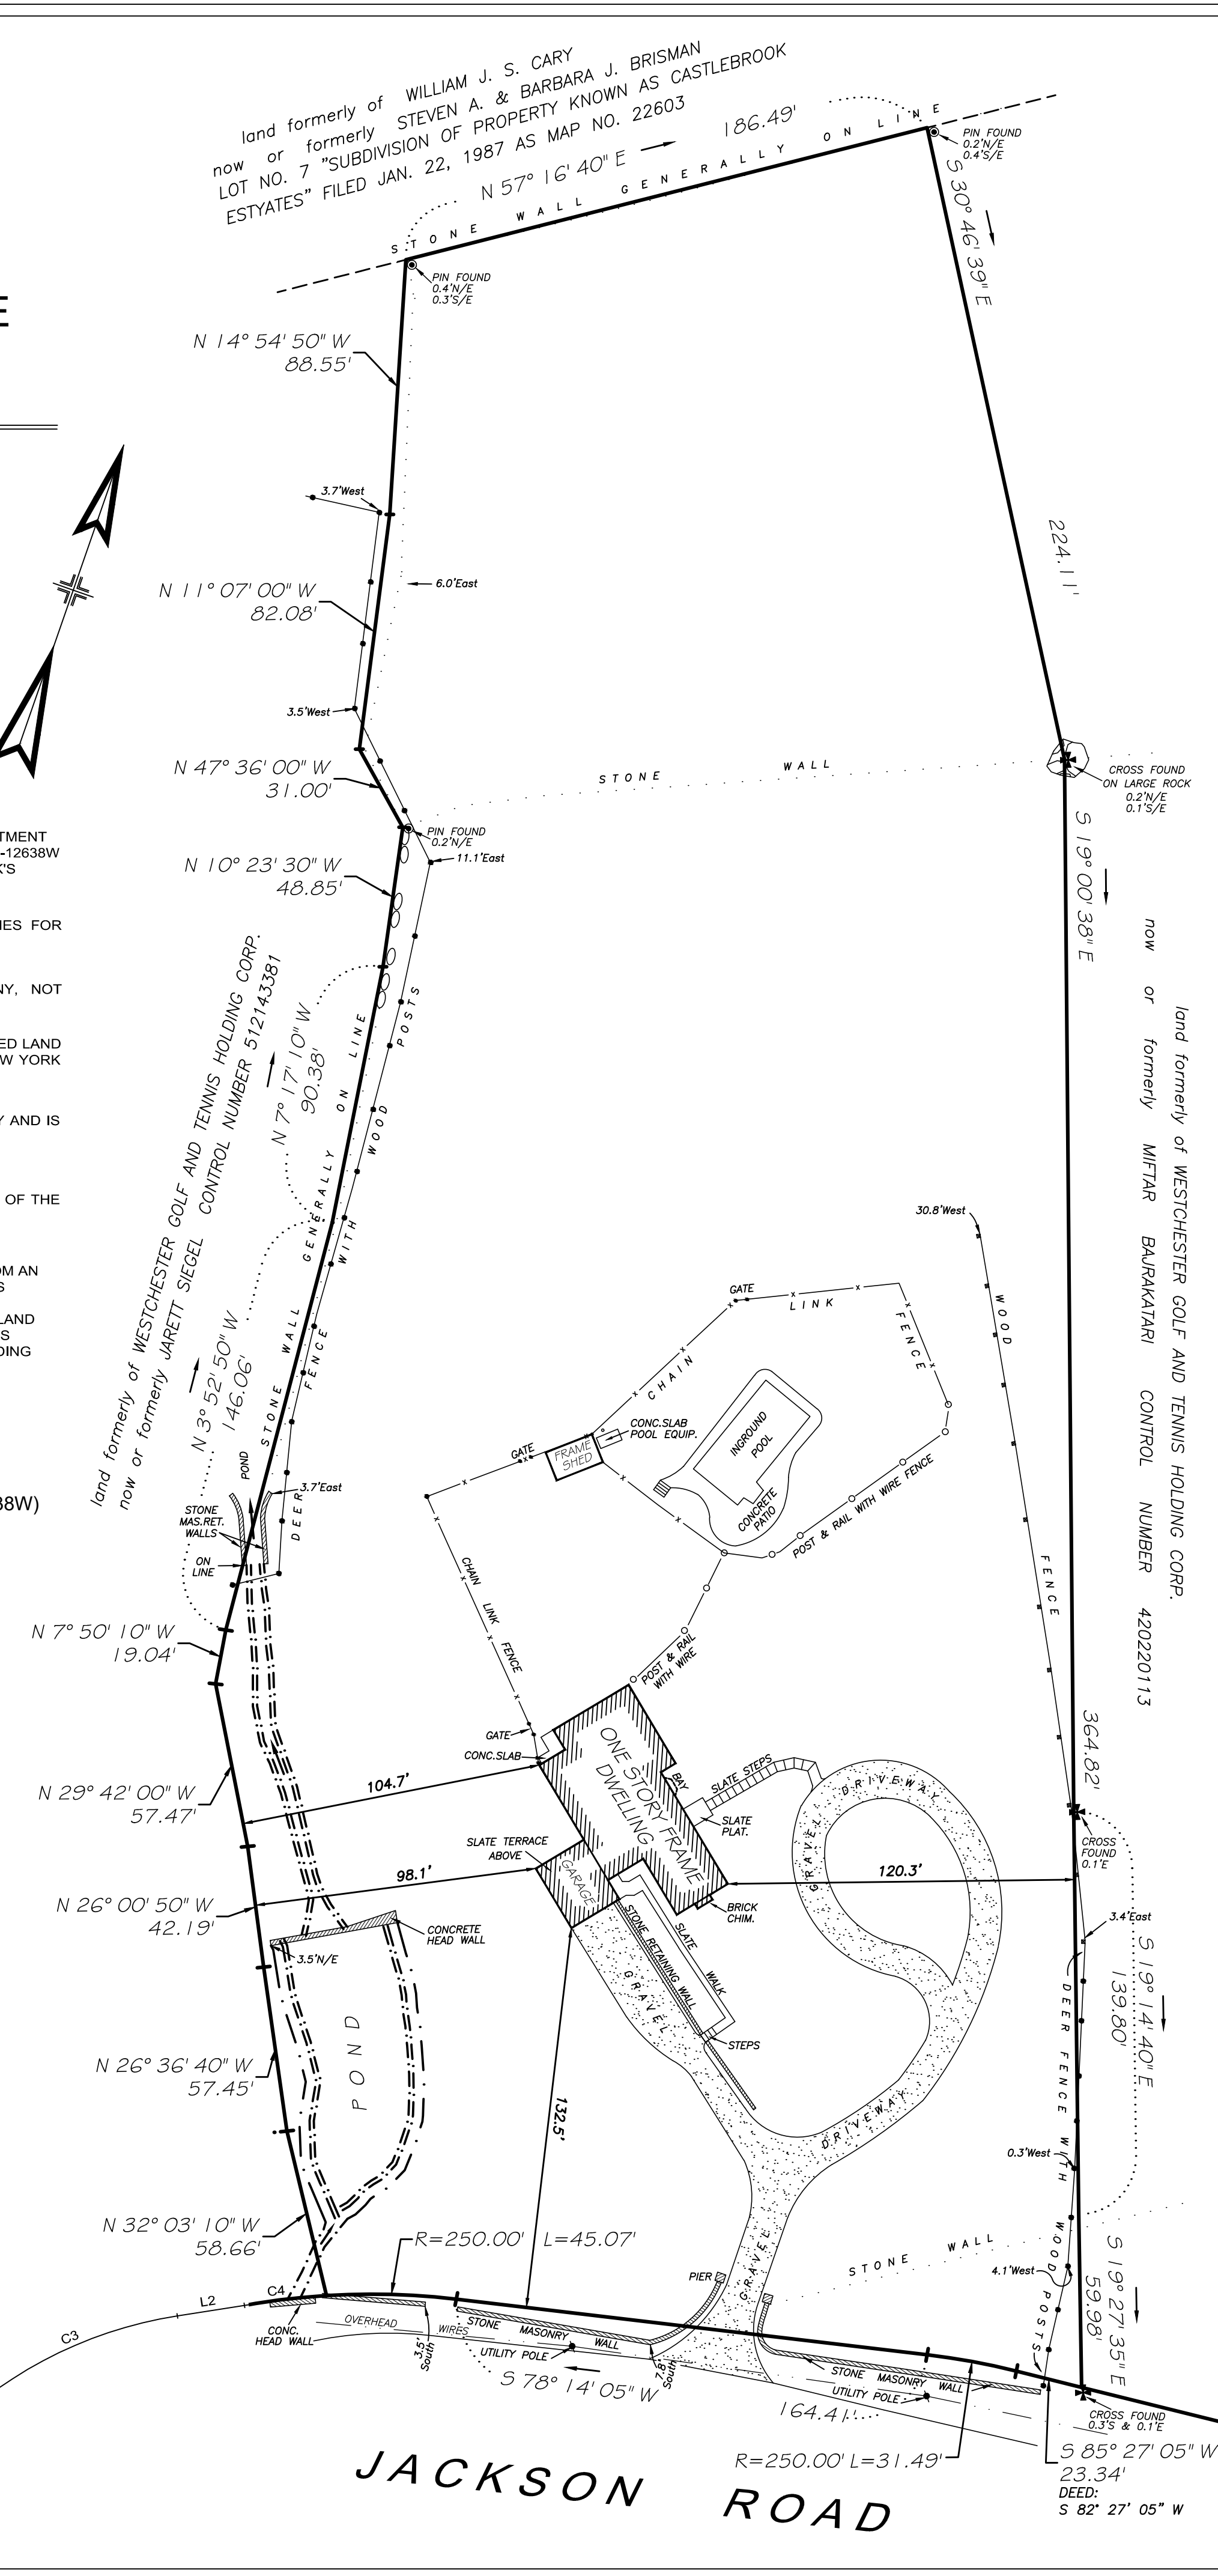 land formerly of WILLIAM J. S. CARY
now or formerly STEVEN A. & BARBARA J. BRISMAN
LOT NO. 7 "SUBDIVISION OF PROPERTY KNOWN AS CASTLEBROOK
ESTYATES" FILED JAN. 22, 1987 AS MAP NO. 22603
N 57° 16' 40" E
186.49'
STONE WALL GENERALLY ON LINE
PIN FOUND
0.2'N/E
0.4'S/E
S 30° 46' 39" E
224.11'
PIN FOUND
0.4'N/E
0.3'S/E
E
N 14° 54' 50" W
88.55'
3.7'West
N 11° 07' 00" W
82.08'
6.0'East
3.5'West
N 47° 36' 00" W
31.00'
STONE WALL
CROSS FOUND
ON LARGE ROCK
0.2'N/E
0.1'S/E
PIN FOUND
0.2'N/E
11.1'East
N 10° 23' 30" W
48.85'
TMENT
-12638W
K'S
IES FOR
NY, NOT
ED LAND
W YORK
Y AND IS
OF THE
OM AN
S
LAND
S
DING
38W)
S 19° 00' 38" E
364.82'
land formerly of WESTCHESTER GOLF AND TENNIS HOLDING CORP.
now or formerly MIFTAR BAJRAKATARI CONTROL NUMBER 420220113
land formerly of WESTCHESTER GOLF AND TENNIS HOLDING CORP.
now or formerly JARETT SIEGEL CONTROL NUMBER 512143381
N 7° 17' 10" W
90.38'
N 3° 52' 50" W
146.06'
STONE WALL GENERALLY ON LINE
DEER FENCE WITH WOOD POSTS
30.8'West
WOOD FENCE
GATE
CHAIN LINK FENCE
CONC.SLAB
POOL EQUIP.
FRAME
SHED
GATE
INGROUND
POOL
CONCRETE
PATIO
POST & RAIL WITH WIRE FENCE
POND
3.7'East
STONE
MAS.RET.
WALLS
ON
LINE
CHAIN LINK FENCE
POST & RAIL
WITH WIRE
N 7° 50' 10" W
19.04'
GATE
CONC.SLAB
ONE STORY FRAME
DWELLING
BAY
SLATE STEPS
SLATE
PLAT.
GRAVEL DRIVEWAY
N 29° 42' 00" W
57.47'
104.7'
SLATE TERRACE
ABOVE
GARAGE
98.1'
120.3'
BRICK
CHIM.
CROSS
FOUND
0.1'E
N 26° 00' 50" W
42.19'
CONCRETE
HEAD WALL
3.5'N/E
STONE RETAINING WALL
SLATE WALK
GRAVEL
STEPS
3.4'East
S 19° 14' 40" E
139.80'
DEER FENCE WITH WOOD POSTS
POND
N 26° 36' 40" W
57.45'
132.5'
DRIVEWAY
0.3'West
N 32° 03' 10" W
58.66'
R=250.00' L=45.07'
GRAVEL
STONE WALL
4.1'West
S 19° 27' 35" E
59.98'
PIER
L2
C4
C3
CONC.
HEAD WALL
OVERHEAD WIRES
3.5'
South
STONE MASONRY WALL
UTILITY POLE
7.8'
South
S 78° 14' 05" W
164.41'
STONE MASONRY WALL
UTILITY POLE
CROSS FOUND
0.3'S & 0.1'E
R=250.00' L=31.49'
S 85° 27' 05" W
23.34'
DEED:
S 82° 27' 05" W
JACKSON ROAD